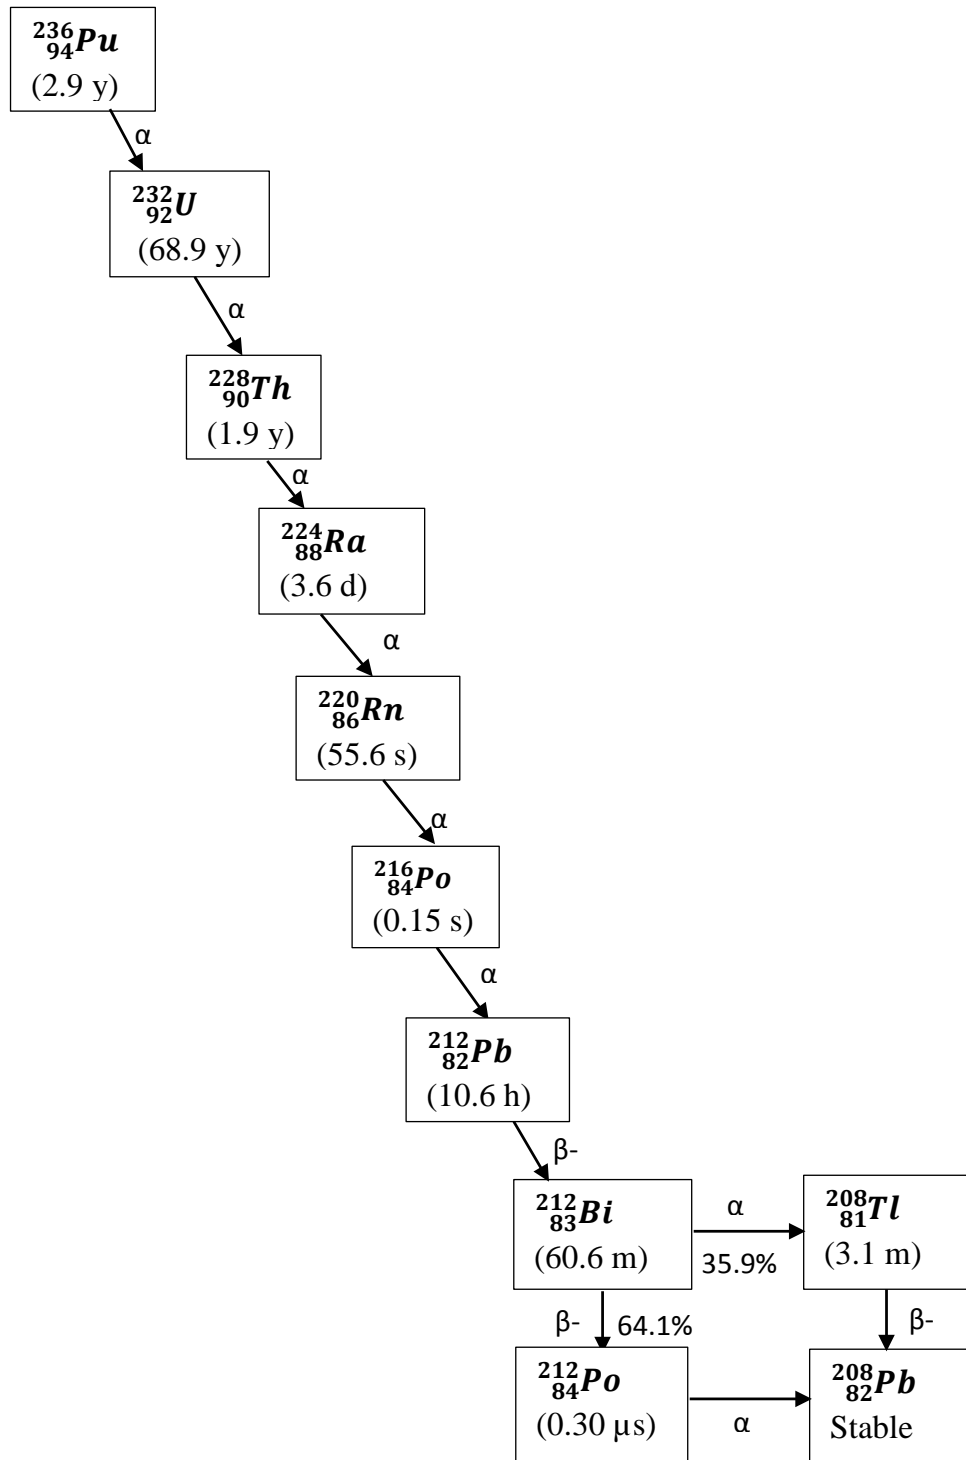 236
94Pu
(2.9 y)
α
232
92U
(68.9 y)
α
228
90Th
(1.9 y)
α
224
88Ra
(3.6 d)
α
220
86Rn
(55.6 s)
α
216
84Po
(0.15 s)
α
212
82Pb
(10.6 h)
β-
212
83Bi
(60.6 m)
α
35.9%
208
81Tl
(3.1 m)
β-
64.1%
β-
212
84Po
(0.30 µs)
α
208
82Pb
Stable